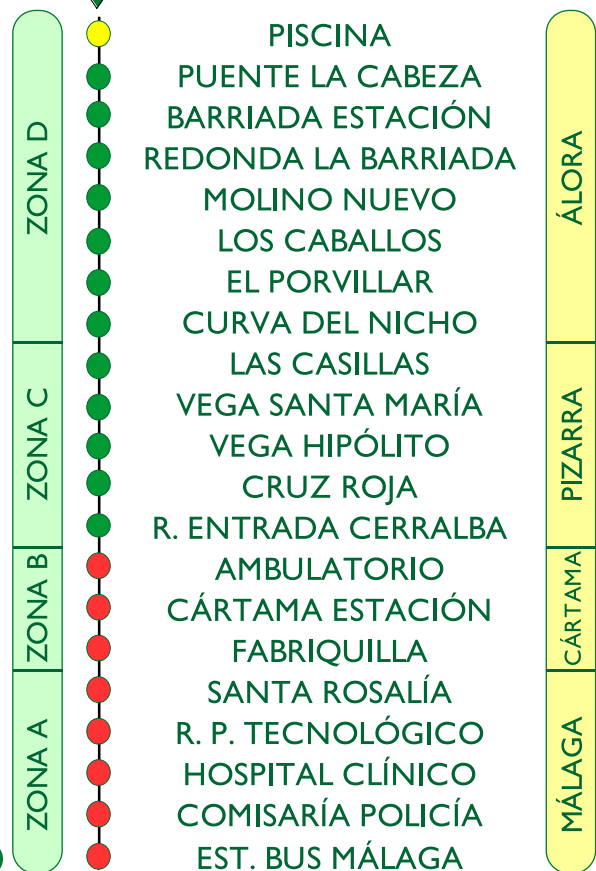 PISCINA
PUENTE LA CABEZA
BARRIADA ESTACIÓN
REDONDA LA BARRIADA
MOLINO NUEVO
LOS CABALLOS
EL PORVILLAR
CURVA DEL NICHO
LAS CASILLAS
VEGA SANTA MARÍA
VEGA HIPÓLITO
CRUZ ROJA
R. ENTRADA CERRALBA
AMBULATORIO
CÁRTAMA ESTACIÓN
FABRIQUILLA
SANTA ROSALÍA
R. P. TECNOLÓGICO
HOSPITAL CLÍNICO
COMISARÍA POLICÍA
EST. BUS MÁLAGA
ZONA D
ZONA C
ZONA B
ZONA A
ÁLORA
PIZARRA
CÁRTAMA
MÁLAGA